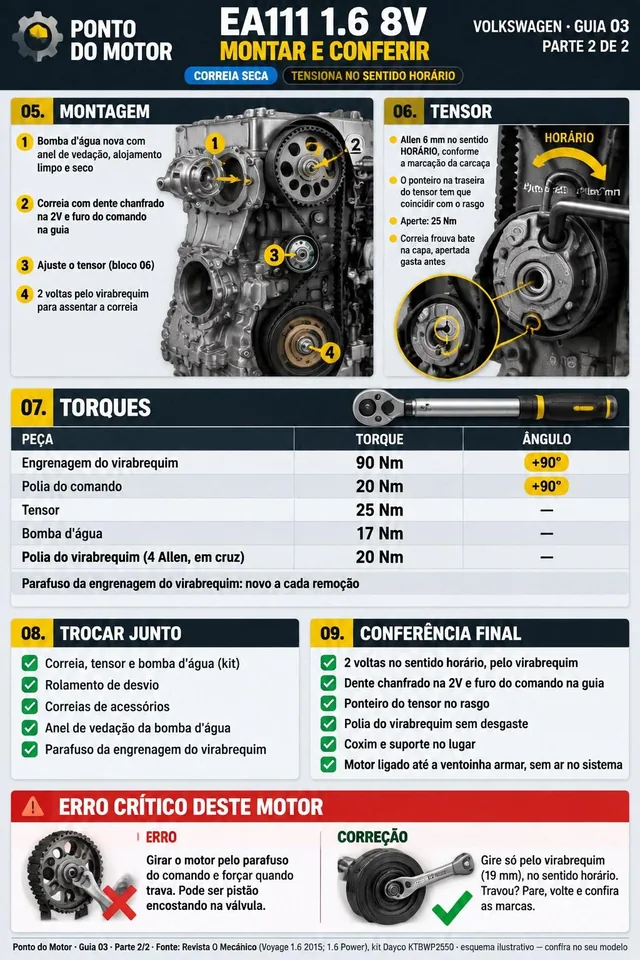 PONTO
DO MOTOR
EA111 1.6 8V
MONTAR E CONFERIR
CORREIA SECA
TENSIONA NO SENTIDO HORÁRIO
VOLKSWAGEN · GUIA 03
PARTE 2 DE 2
05. MONTAGEM
1 Bomba d'água nova com
anel de vedação, alojamento
limpo e seco
2 Correia com dente chanfrado
na 2V e furo do comando
na guia
3 Ajuste o tensor (bloco 06)
4 2 voltas pelo virabrequim
para assentar a correia
1
2
3
4
06. TENSOR
Allen 6 mm no sentido
HORÁRIO, conforme
a marcação da carcaça
O ponteiro na traseira
do tensor tem que
coincidir com o rasgo
Aperte: 25 Nm
Correia frouxa bate
na capa, apertada
gasta antes
HORÁRIO
07. TORQUES
PEÇA TORQUE ÂNGULO
Engrenagem do virabrequim 90 Nm +90°
Polia do comando 20 Nm +90°
Tensor 25 Nm —
Bomba d'água 17 Nm —
Polia do virabrequim (4 Allen, em cruz) 20 Nm —
Parafuso da engrenagem do virabrequim: novo a cada remoção
08. TROCAR JUNTO
Correia, tensor e bomba d'água (kit)
Rolamento de desvio
Correias de acessórios
Anel de vedação da bomba d'água
Parafuso da engrenagem do virabrequim
09. CONFERÊNCIA FINAL
2 voltas no sentido horário, pelo virabrequim
Dente chanfrado na 2V e furo do comando na guia
Ponteiro do tensor no rasgo
Polia do virabrequim sem desgaste
Coxim e suporte no lugar
Motor ligado até a ventoinha armar, sem ar no sistema
ERRO CRÍTICO DESTE MOTOR
ERRO
Girar o motor pelo parafuso
do comando e forçar quando
trava. Pode ser pistão
encostando na válvula.
CORREÇÃO
Gire só pelo virabrequim
(19 mm), no sentido horário.
Travou? Pare, volte e confira
as marcas.
Ponto do Motor · Guia 03 · Parte 2/2 · Fonte: Revista O Mecânico (Voyage 1.6 2015; 1.6 Power), kit Dayco KTBWP2550 · esquema ilustrativo — confira no seu modelo